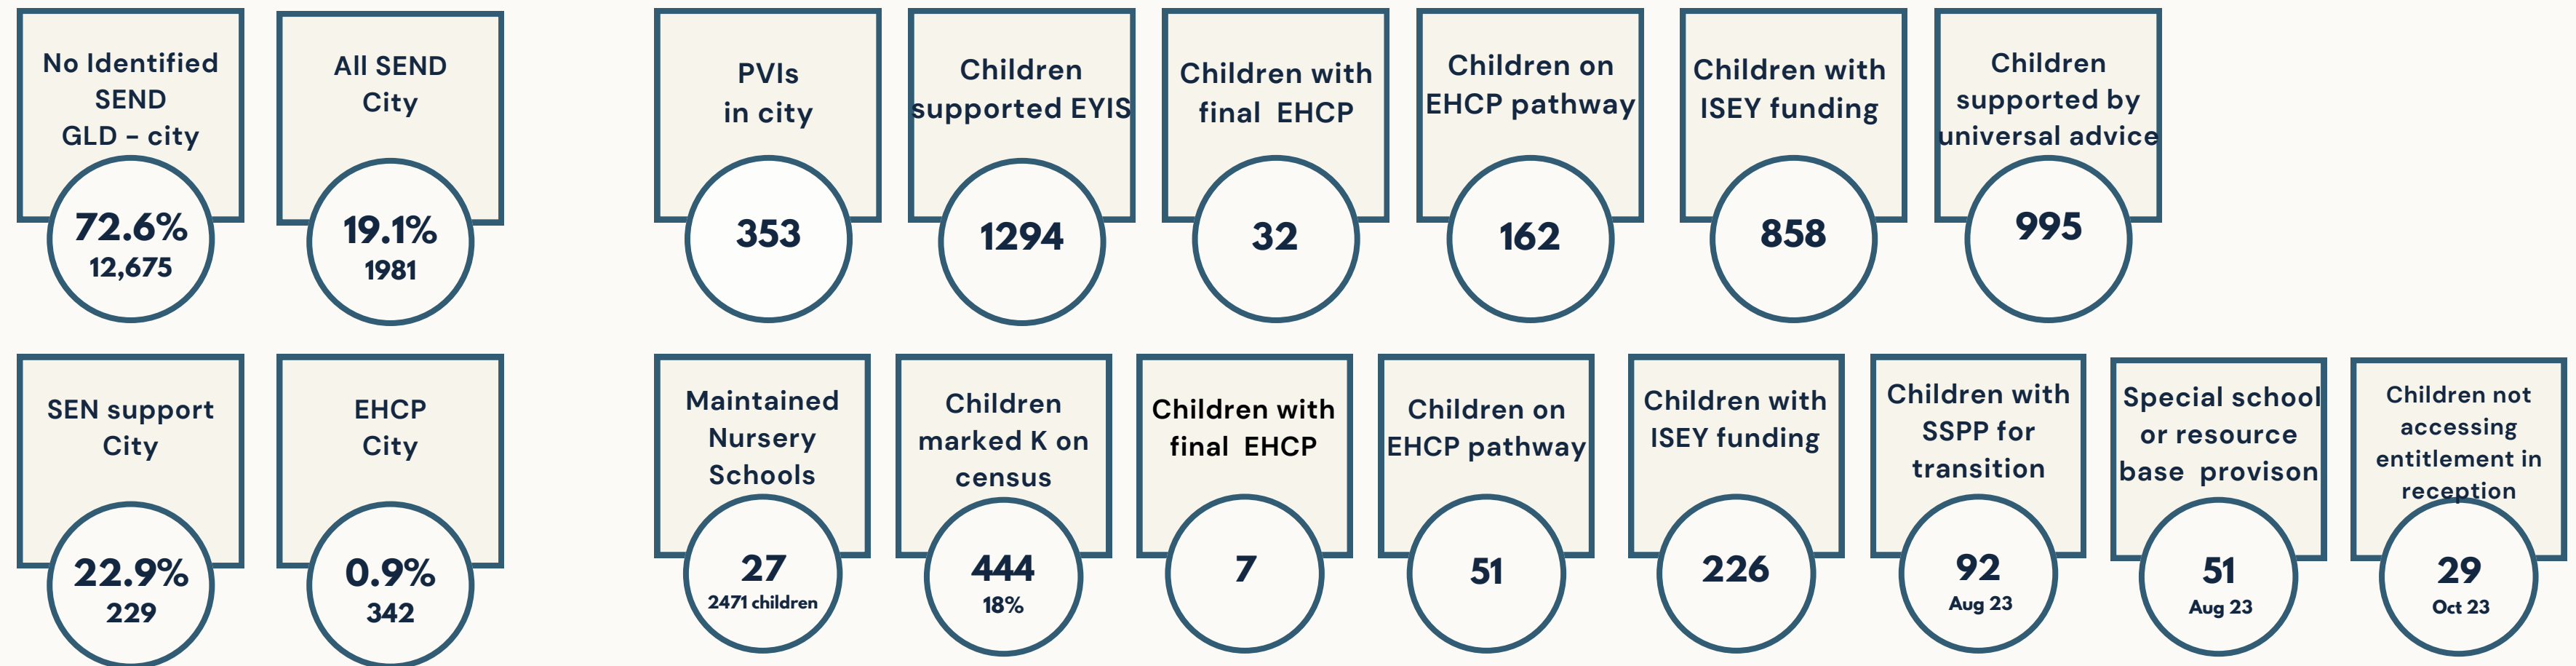 No Identified
SEND
GLD - city
72.6%
12,675
All SEND
City
19.1%
1981
PVIs
in city
353
Children
supported EYIS
1294
Children with
final EHCP
32
Children on
EHCP pathway
162
Children with
ISEY funding
858
Children
supported by
universal advice
995
SEN support
City
22.9%
229
EHCP
City
0.9%
342
Maintained
Nursery
Schools
27
2471 children
Children
marked K on
census
444
18%
Children with
final EHCP
7
Children on
EHCP pathway
51
Children with
ISEY funding
226
Children with
SSPP for
transition
92
Aug 23
Special school
or resource
base provison
51
Aug 23
Children not
accessing
entitlement in
reception
29
Oct 23